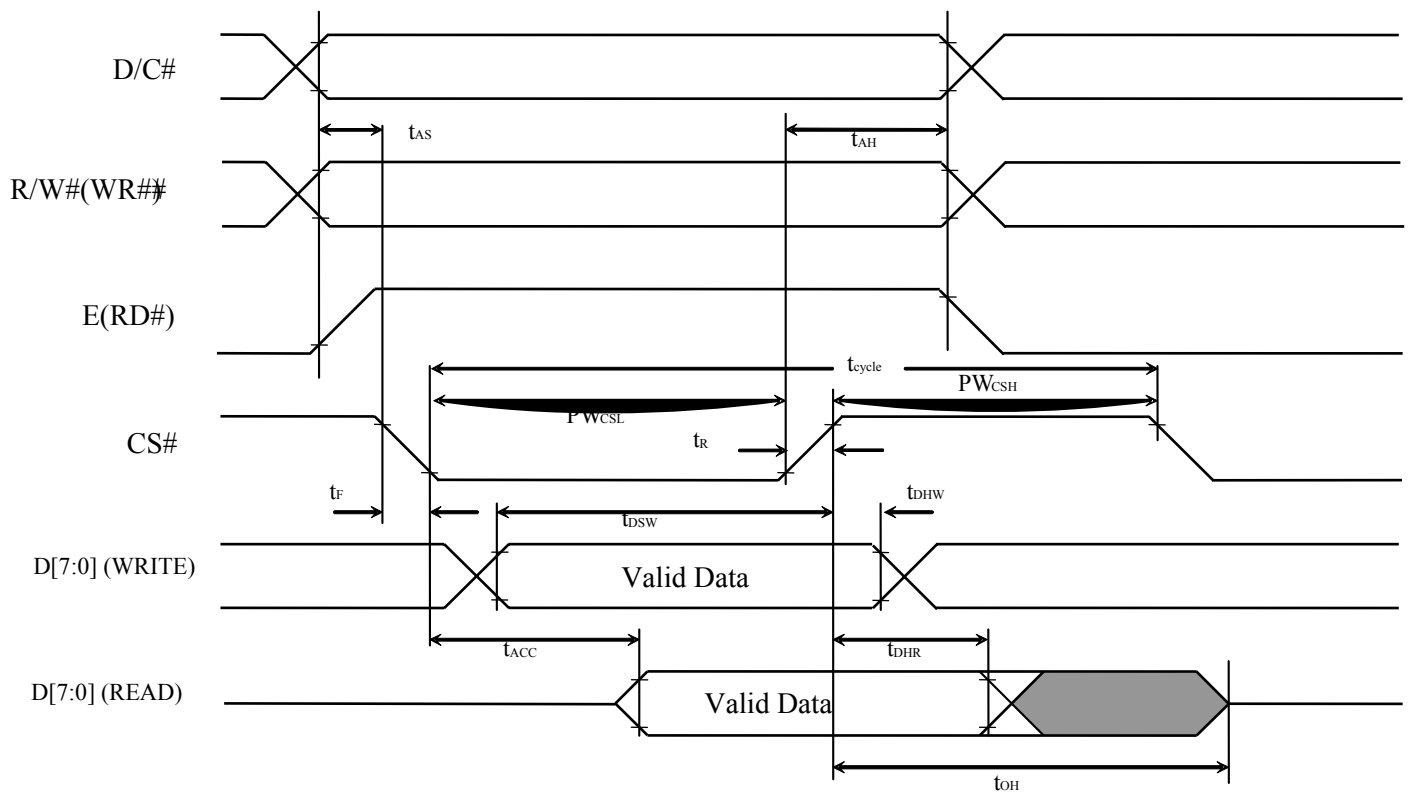 D/C#
tAS
tAH
R/W#(WR##
E(RD#)
tcycle
PWCSH
PWCSL
CS#
tR
tF
tDHW
tDSW
D[7:0] (WRITE)
Valid Data
tACC
tDHR
D[7:0] (READ)
Valid Data
tOH